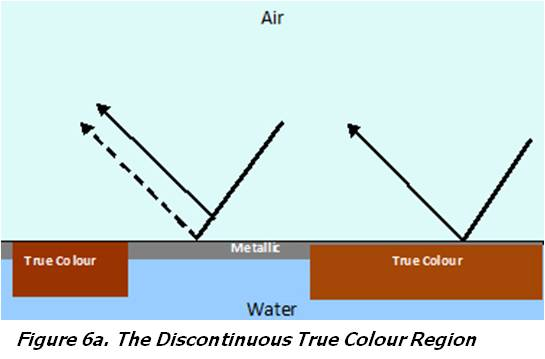 Air
Metallic
True Colour
True Colour
Water
Figure 6a. The Discontinuous True Colour Region